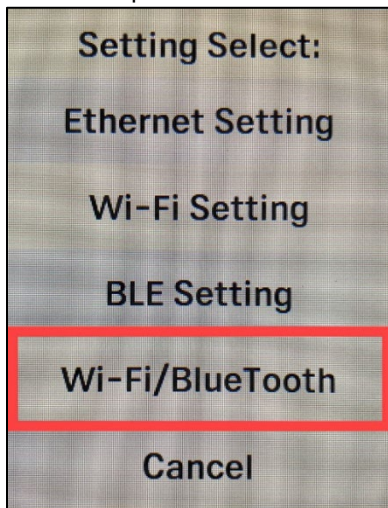 Setting Select:
Ethernet Setting
Wi-Fi Setting
BLE Setting
Wi-Fi/BlueTooth
Cancel